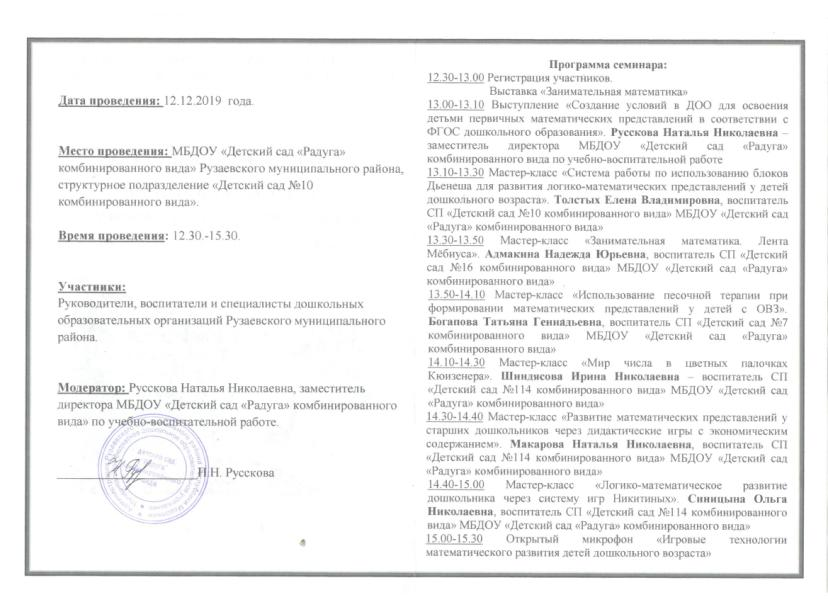 Дата проведения: 12.12.2019 года.
Место проведения: МБДОУ «Детский сад «Радуга»
комбинированного вида» Рузаевского муниципального района,
структурное подразделение «Детский сад №10
комбинированного вида».
Время проведения: 12.30.-15.30.
Участники:
Руководители, воспитатели и специалисты дошкольных
образовательных организаций Рузаевского муниципального
района.
Модератор: Русскова Наталья Николаевна, заместитель
директора МБДОУ «Детский сад «Радуга» комбинированного
вида» по учебно-воспитательной работе.
Н.Н. Русскова
Программа семинара:
12.30-13.00 Регистрация участников.
Выставка «Занимательная математика»
13.00-13.10 Выступление «Создание условий в ДОО для освоения
детьми первичных математических представлений в соответствии с
ФГОС дошкольного образования». Русскова Наталья Николаевна –
заместитель директора МБДОУ «Детский сад «Радуга»
комбинированного вида по учебно-воспитательной работе
13.10-13.30 Мастер-класс «Система работы по использованию блоков
Дьенеша для развития логико-математических представлений у детей
дошкольного возраста». Толстых Елена Владимировна, воспитатель
СП «Детский сад №10 комбинированного вида» МБДОУ «Детский сад
«Радуга» комбинированного вида»
13.30-13.50 Мастер-класс «Занимательная математика. Лента
Мёбиуса». Адмакина Надежда Юрьевна, воспитатель СП «Детский
сад №16 комбинированного вида» МБДОУ «Детский сад «Радуга»
комбинированного вида»
13.50-14.10 Мастер-класс «Использование песочной терапии при
формировании математических представлений у детей с ОВЗ».
Богапова Татьяна Геннадьевна, воспитатель СП «Детский сад №7
комбинированного вида» МБДОУ «Детский сад «Радуга»
комбинированного вида»
14.10-14.30 Мастер-класс «Мир числа в цветных палочках
Кюизенера». Шиндясова Ирина Николаевна – воспитатель СП
«Детский сад №114 комбинированного вида» МБДОУ «Детский сад
«Радуга» комбинированного вида»
14.30-14.40 Мастер-класс «Развитие математических представлений у
старших дошкольников через дидактические игры с экономическим
содержанием». Макарова Наталья Николаевна, воспитатель СП
«Детский сад №114 комбинированного вида» МБДОУ «Детский сад
«Радуга» комбинированного вида»
14.40-15.00 Мастер-класс «Логико-математическое развитие
дошкольника через систему игр Никитиных». Синицына Ольга
Николаевна, воспитатель СП «Детский сад №114 комбинированного
вида» МБДОУ «Детский сад «Радуга» комбинированного вида»
15.00-15.30 Открытый микрофон «Игровые технологии
математического развития детей дошкольного возраста»